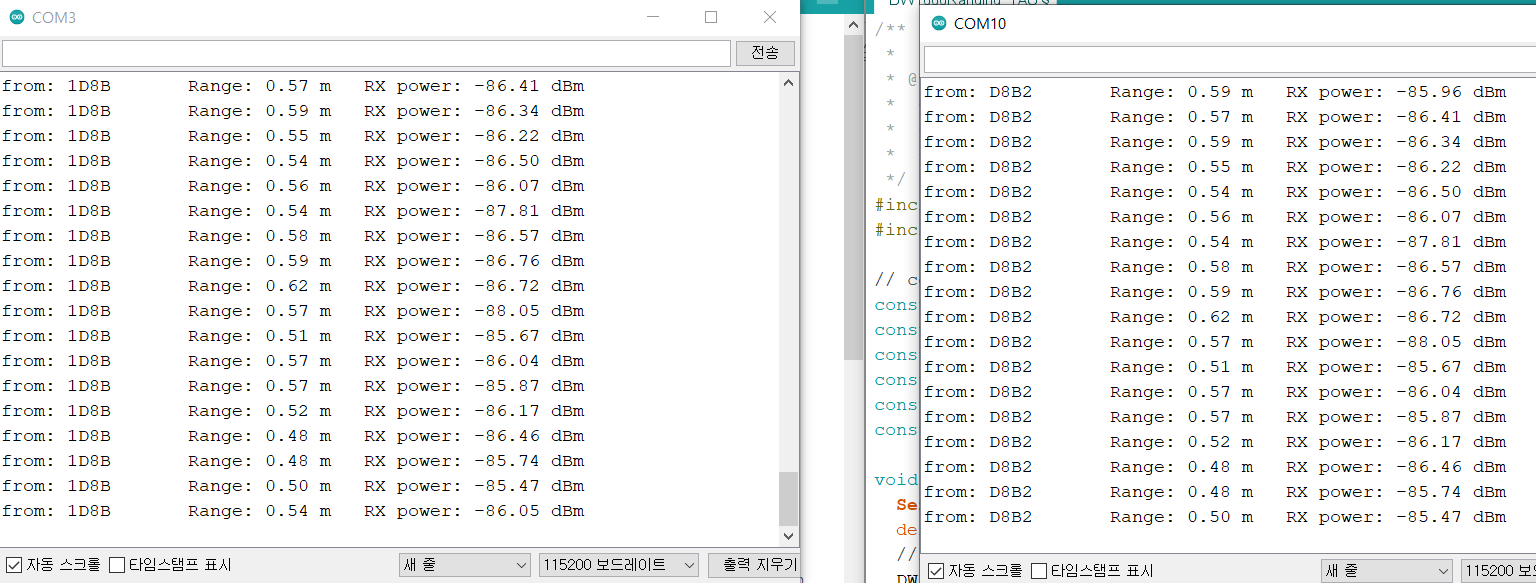 COM3
전송
from: 1D8B Range: 0.57 m RX power: -86.41 dBm
from: 1D8B Range: 0.59 m RX power: -86.34 dBm
from: 1D8B Range: 0.55 m RX power: -86.22 dBm
from: 1D8B Range: 0.54 m RX power: -86.50 dBm
from: 1D8B Range: 0.56 m RX power: -86.07 dBm
from: 1D8B Range: 0.54 m RX power: -87.81 dBm
from: 1D8B Range: 0.58 m RX power: -86.57 dBm
from: 1D8B Range: 0.59 m RX power: -86.76 dBm
from: 1D8B Range: 0.62 m RX power: -86.72 dBm
from: 1D8B Range: 0.57 m RX power: -88.05 dBm
from: 1D8B Range: 0.51 m RX power: -85.67 dBm
from: 1D8B Range: 0.57 m RX power: -86.04 dBm
from: 1D8B Range: 0.57 m RX power: -85.87 dBm
from: 1D8B Range: 0.52 m RX power: -86.17 dBm
from: 1D8B Range: 0.48 m RX power: -86.46 dBm
from: 1D8B Range: 0.48 m RX power: -85.74 dBm
from: 1D8B Range: 0.50 m RX power: -85.47 dBm
from: 1D8B Range: 0.54 m RX power: -86.05 dBm
자동 스크롤 타임스탬프 표시 새 줄 115200 보드레이트 출력 지우기
/**
*
* @
*
*
*
*/
#inc
#inc
// c
cons
cons
cons
cons
cons
cons
void
Se
de
//
DW
COM10
from: D8B2 Range: 0.59 m RX power: -85.96 dBm
from: D8B2 Range: 0.57 m RX power: -86.41 dBm
from: D8B2 Range: 0.59 m RX power: -86.34 dBm
from: D8B2 Range: 0.55 m RX power: -86.22 dBm
from: D8B2 Range: 0.54 m RX power: -86.50 dBm
from: D8B2 Range: 0.56 m RX power: -86.07 dBm
from: D8B2 Range: 0.54 m RX power: -87.81 dBm
from: D8B2 Range: 0.58 m RX power: -86.57 dBm
from: D8B2 Range: 0.59 m RX power: -86.76 dBm
from: D8B2 Range: 0.62 m RX power: -86.72 dBm
from: D8B2 Range: 0.57 m RX power: -88.05 dBm
from: D8B2 Range: 0.51 m RX power: -85.67 dBm
from: D8B2 Range: 0.57 m RX power: -86.04 dBm
from: D8B2 Range: 0.57 m RX power: -85.87 dBm
from: D8B2 Range: 0.52 m RX power: -86.17 dBm
from: D8B2 Range: 0.48 m RX power: -86.46 dBm
from: D8B2 Range: 0.48 m RX power: -85.74 dBm
from: D8B2 Range: 0.50 m RX power: -85.47 dBm
자동 스크롤 타임스탬프 표시 새 줄 115200 보드